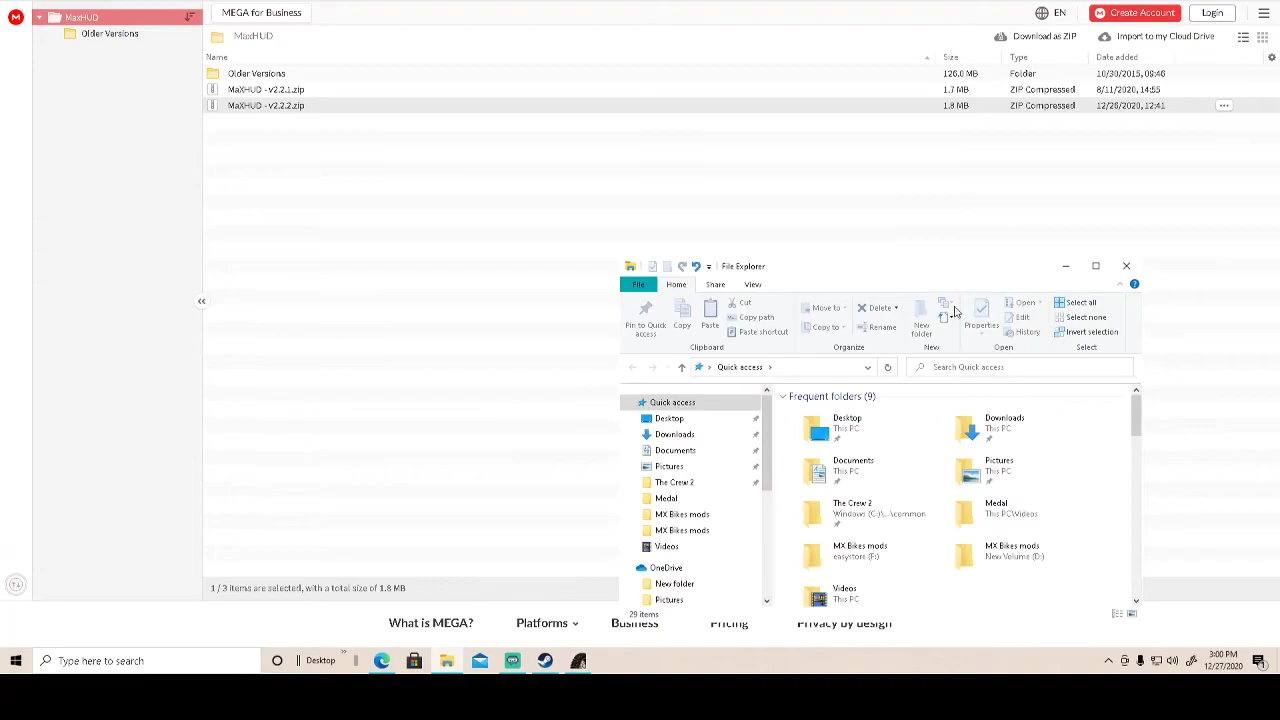 MaxHUD
MEGA for Business
EN
Create Account
Login
Older Versions
MaxHUD
Download as ZIP
Import to my Cloud Drive
Name
Size
Type
Date added
Older Versions
126.0 MB
Folder
10/30/2015, 09:46
MaXHUD - v2.2.1.zip
1.7 MB
ZIP Compressed
8/11/2020, 14:55
MaXHUD - v2.2.2.zip
1.8 MB
ZIP Compressed
12/26/2020, 12:41
File Explorer
File
Home
Share
View
Pin to Quick access
Copy
Paste
Cut
Copy path
Paste shortcut
Clipboard
Move to
Copy to
Delete
Rename
Organize
New folder
New
Properties
Open
Edit
History
Open
Select all
Select none
Invert selection
Select
Quick access
Search Quick access
Quick access
Desktop
Downloads
Documents
Pictures
The Crew 2
Medal
MX Bikes mods
MX Bikes mods
Videos
OneDrive
New folder
Pictures
Frequent folders (9)
Desktop
This PC
Downloads
This PC
Documents
This PC
Pictures
This PC
The Crew 2
Windows (C:)\...\common
Medal
This PC\Videos
MX Bikes mods
easystore (F:)
MX Bikes mods
New Volume (D:)
Videos
This PC
29 items
1 / 3 items are selected, with a total size of 1.8 MB
What is MEGA?
Platforms
Business
Pricing
Privacy by design
Type here to search
Desktop
3:00 PM
12/27/2020